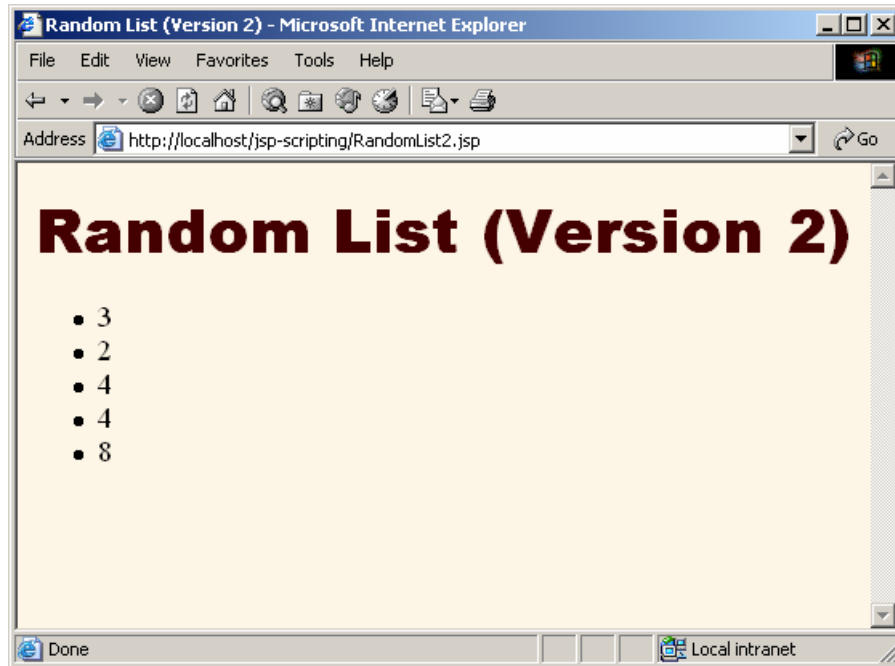 Random List (Version 2) - Microsoft Internet Explorer
File Edit View Favorites Tools Help
Address http://localhost/jsp-scripting/RandomList2.jsp Go
Random List (Version 2)
• 3
• 2
• 4
• 4
• 8
Done Local intranet